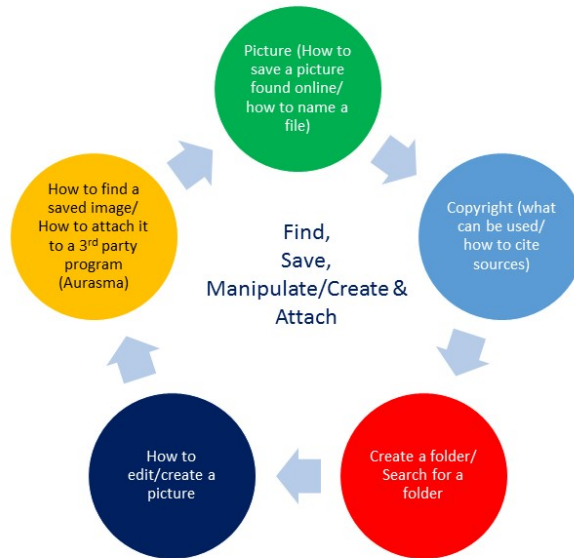 Picture (How to
save a picture
found online/
how to name a
file)
Copyright (what
can be used/
how to cite
sources)
Create a folder/
Search for a
folder
How to
edit/create a
picture
How to find a
saved image/
How to attach it
to a 3rd party
program
(Aurasma)
Find,
Save,
Manipulate/Create &
Attach